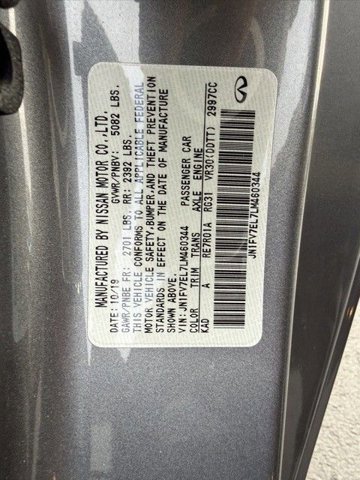 MANUFACTURED BY NISSAN MOTOR CO.,LTD.
DATE: 10/19 GVWR/PNBV: 5082 LBS.
GAWR/PNBE FR: 2701 LBS. RR: 2392 LBS.
THIS VEHICLE CONFORMS TO ALL APPLICABLE FEDERAL
MOTOR VEHICLE SAFETY,BUMPER,AND THEFT PREVENTION
STANDARDS IN EFFECT ON THE DATE OF MANUFACTURE
SHOWN ABOVE.
VIN: JN1FV7EL7LM460344 PASSENGER CAR
COLOR TRIM TRANS AXLE ENGINE
KAD A RE7R01A RG31 VR30(DDTT) 2997CC
JN1FV7EL7LM460344